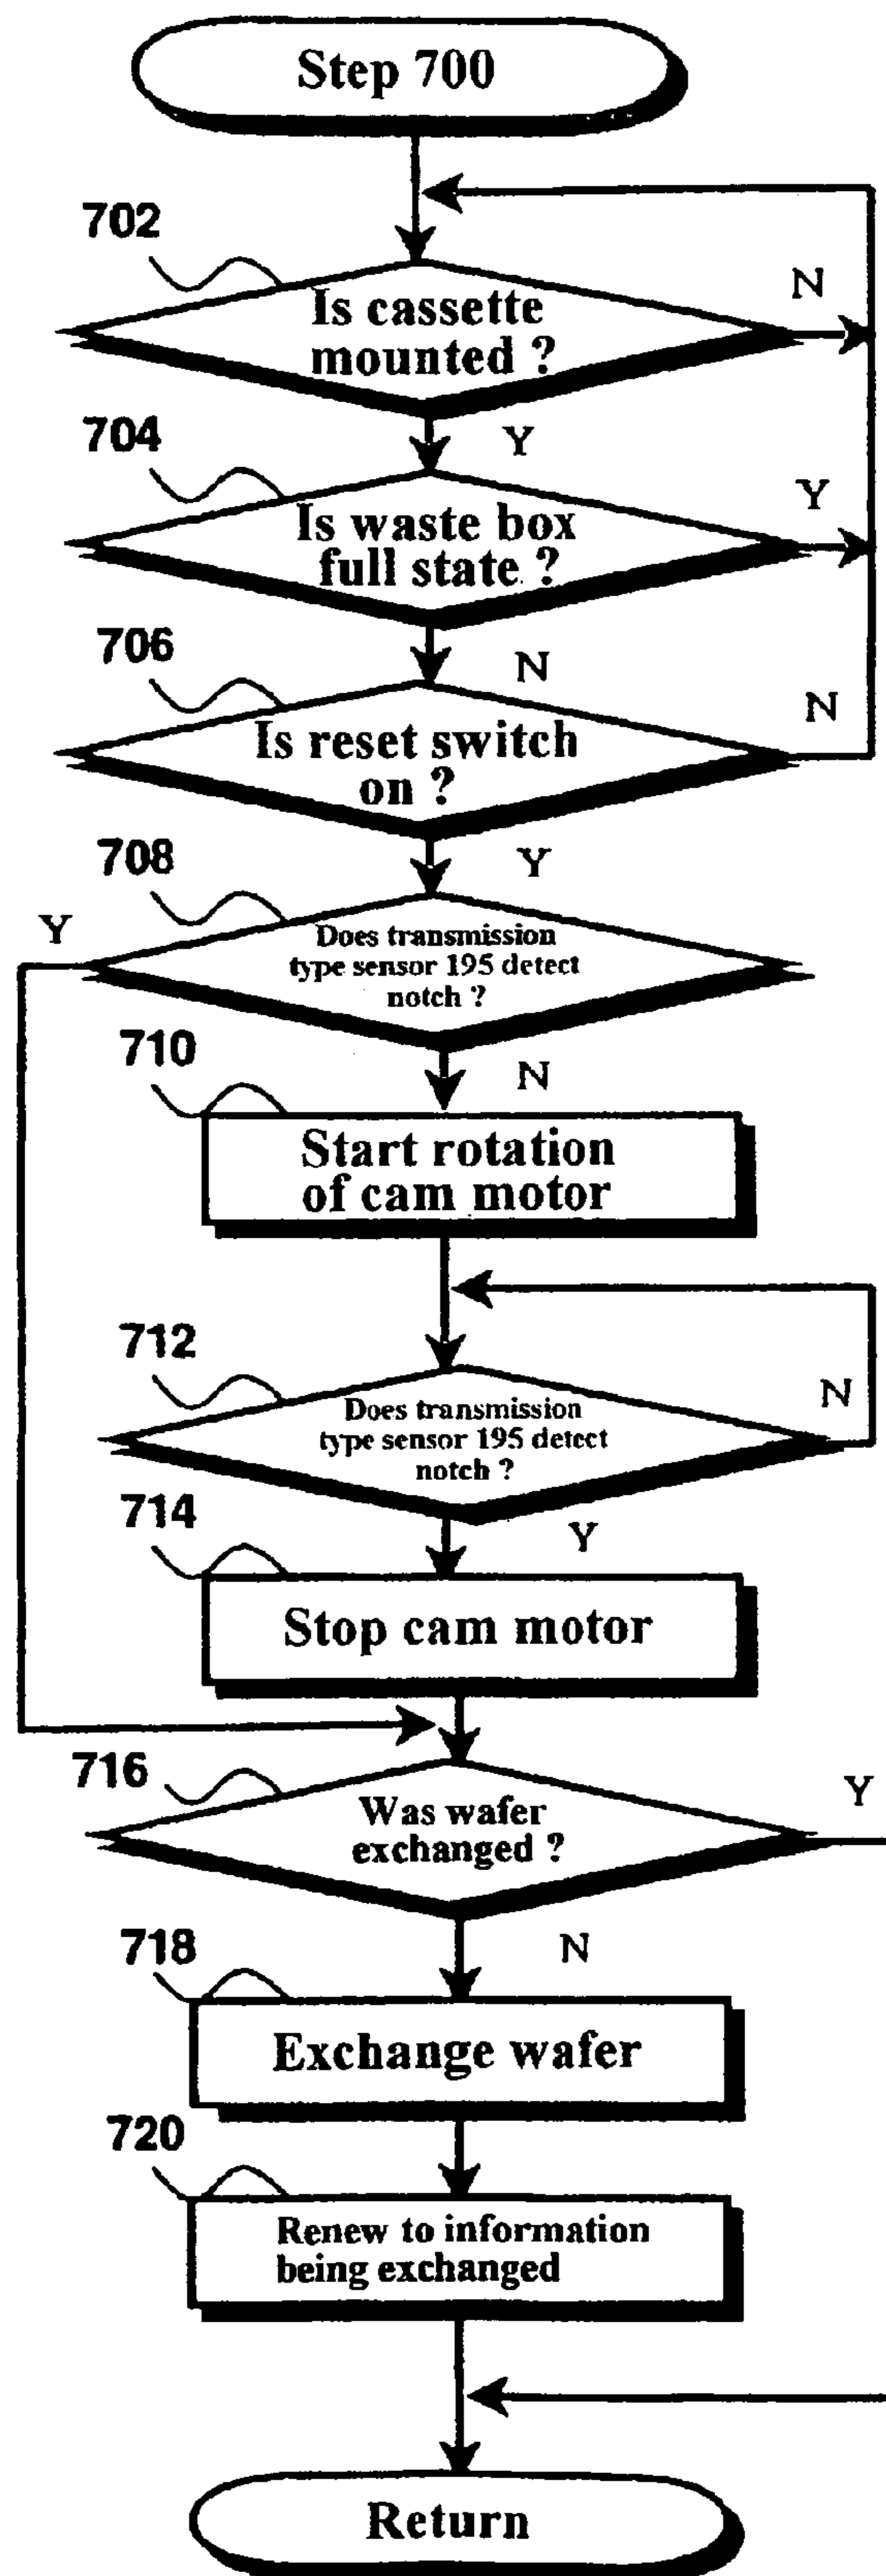 Step 700
702
Is cassette
mounted ?
N
Y
704
Is waste box
full state ?
Y
N
706
Is reset switch
on ?
N
Y
708
Does transmission
type sensor 195 detect
notch ?
Y
N
710
Start rotation
of cam motor
712
Does transmission
type sensor 195 detect
notch ?
N
Y
714
Stop cam motor
716
Was wafer
exchanged ?
Y
N
718
Exchange wafer
720
Renew to information
being exchanged
Return